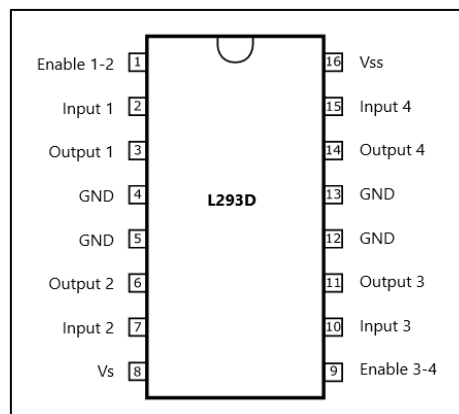 Enable 1-2 1 16 Vss
Input 1 2 15 Input 4
Output 1 3 14 Output 4
GND 4 L293D 13 GND
GND 5 12 GND
Output 2 6 11 Output 3
Input 2 7 10 Input 3
Vs 8 9 Enable 3-4